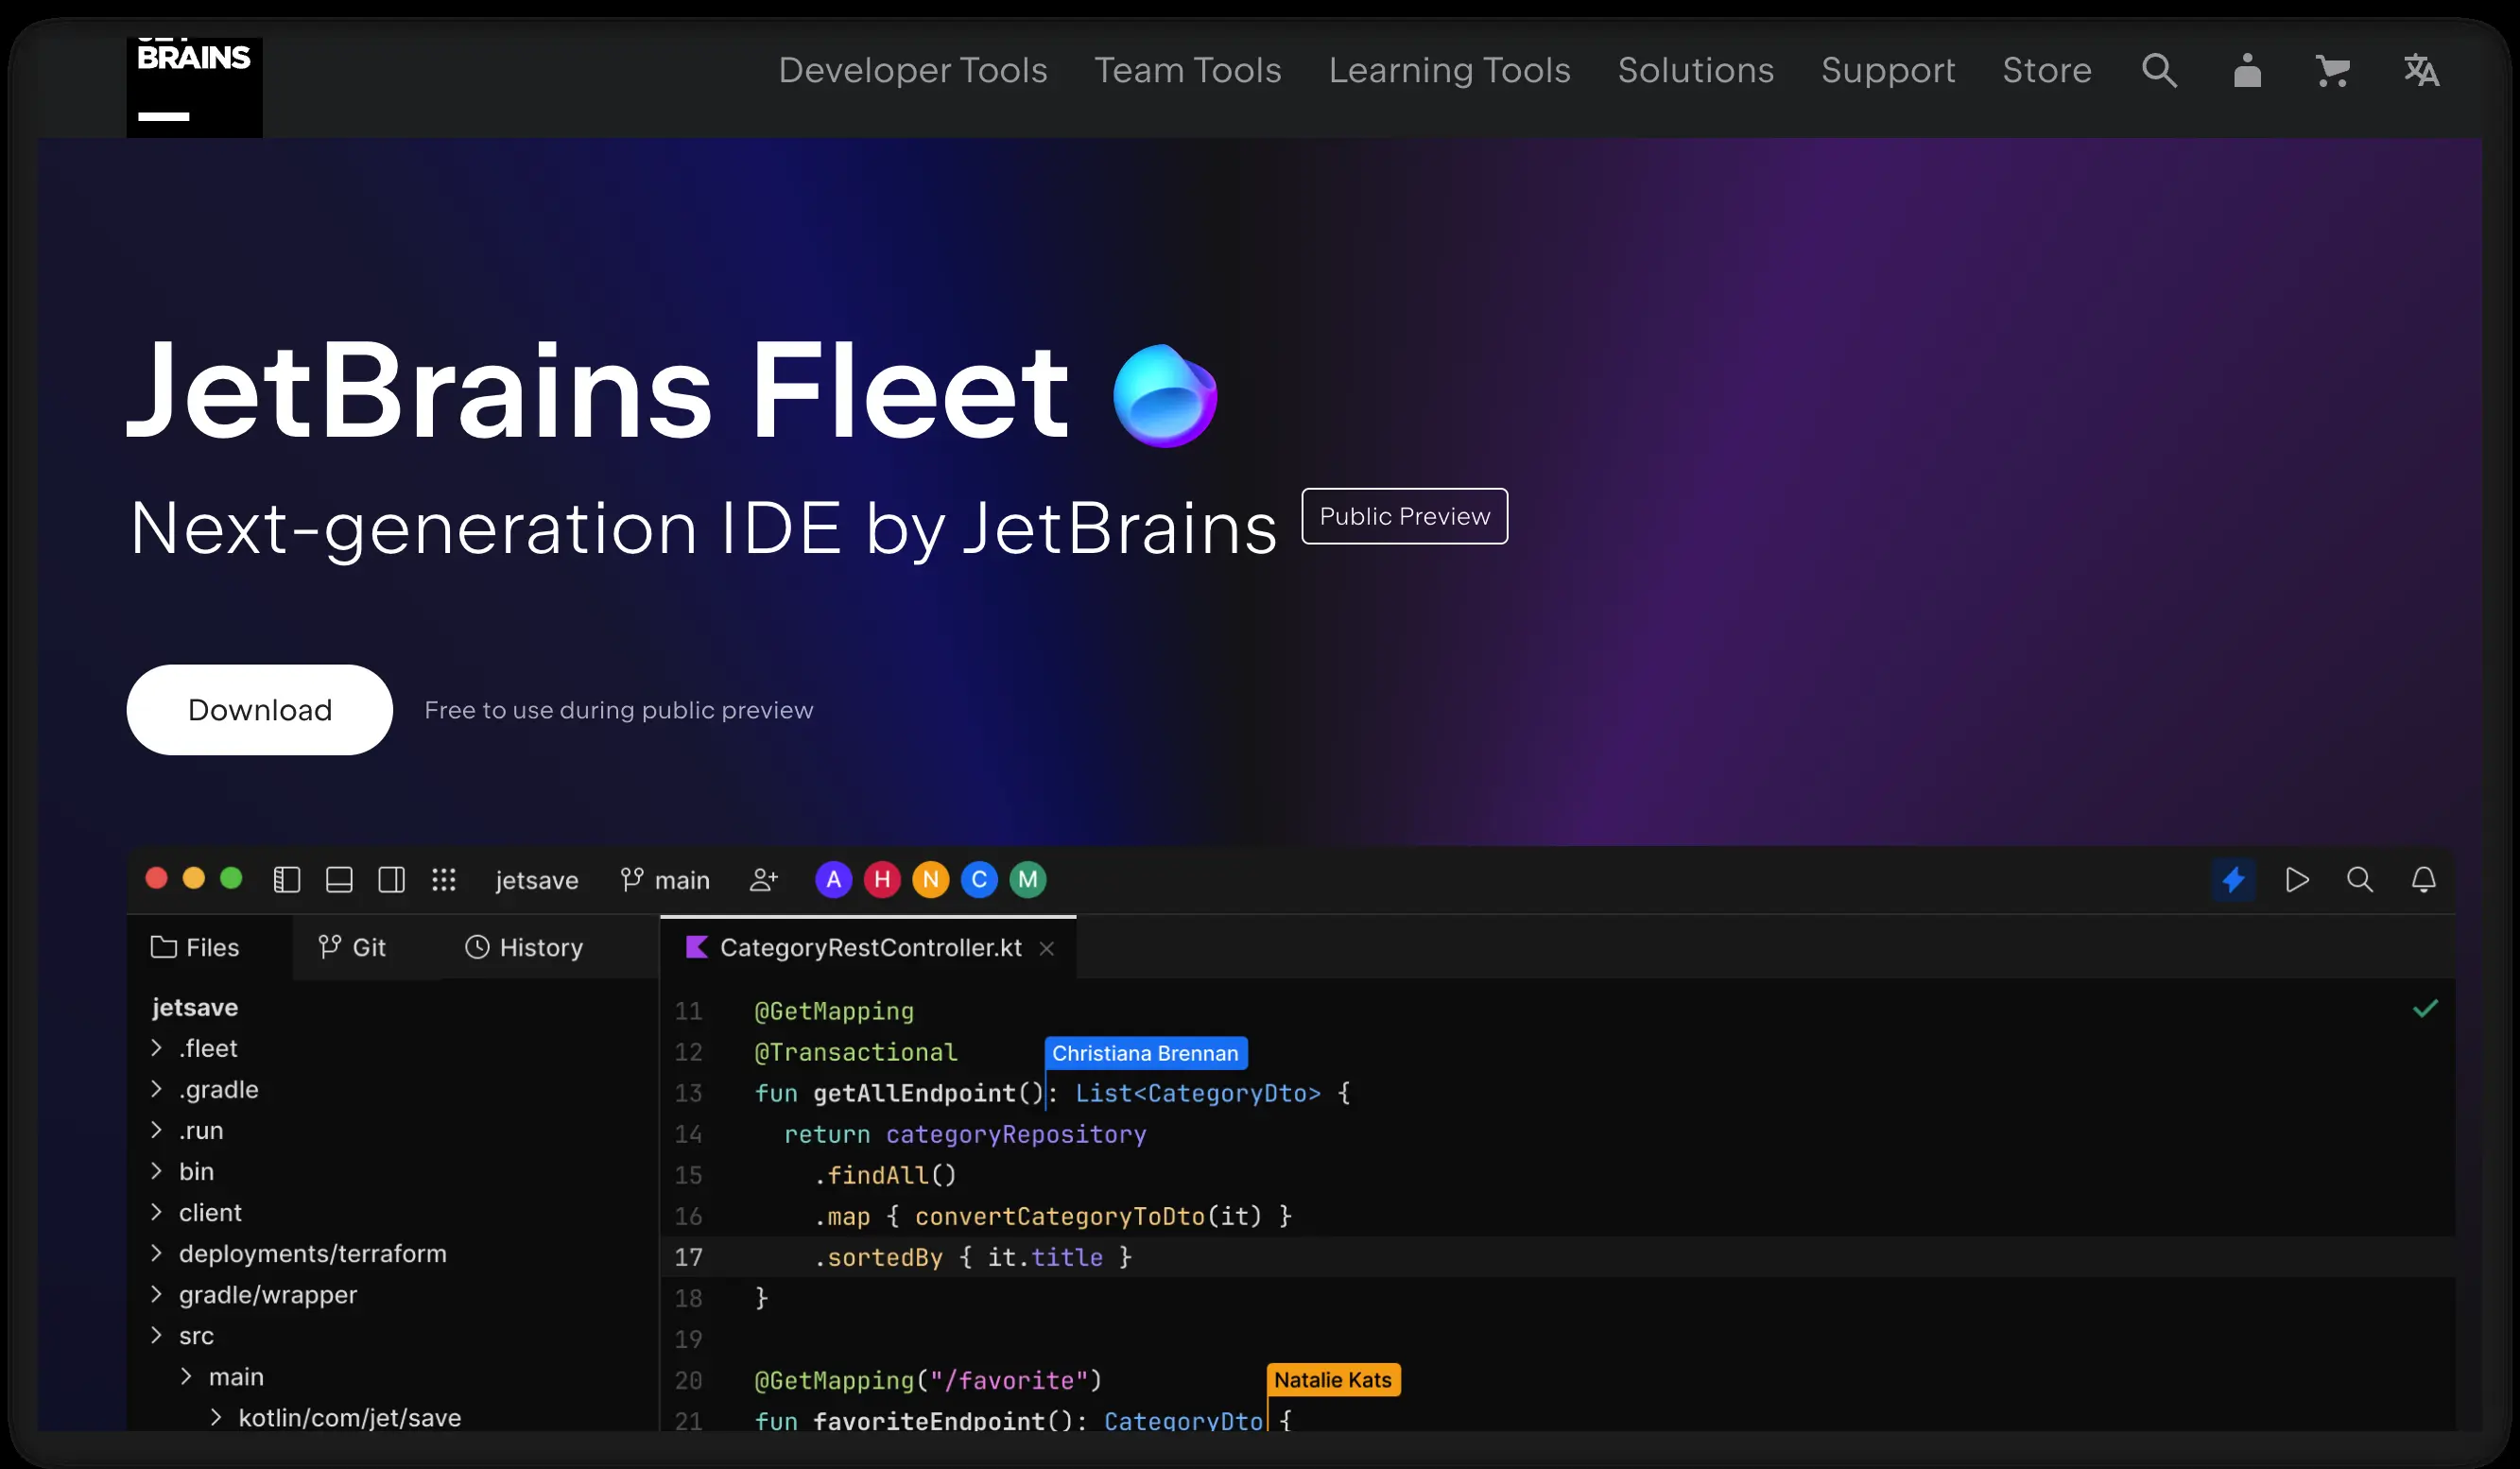 JET
BRAINS
Developer Tools Team Tools Learning Tools Solutions Support Store
JetBrains Fleet
Next-generation IDE by JetBrains Public Preview
Download Free to use during public preview
jetsave main A H N C M
Files Git History CategoryRestController.kt
jetsave
.fleet
.gradle
.run
bin
client
deployments/terraform
gradle/wrapper
src
main
kotlin/com/jet/save
11 @GetMapping
12 @Transactional
Christiana Brennan
13 fun getAllEndpoint(): List<CategoryDto> {
14 return categoryRepository
15 .findAll()
16 .map { convertCategoryToDto(it) }
17 .sortedBy { it.title }
18 }
19
20 @GetMapping("/favorite")
Natalie Kats
21 fun favoriteEndpoint(): CategoryDto {